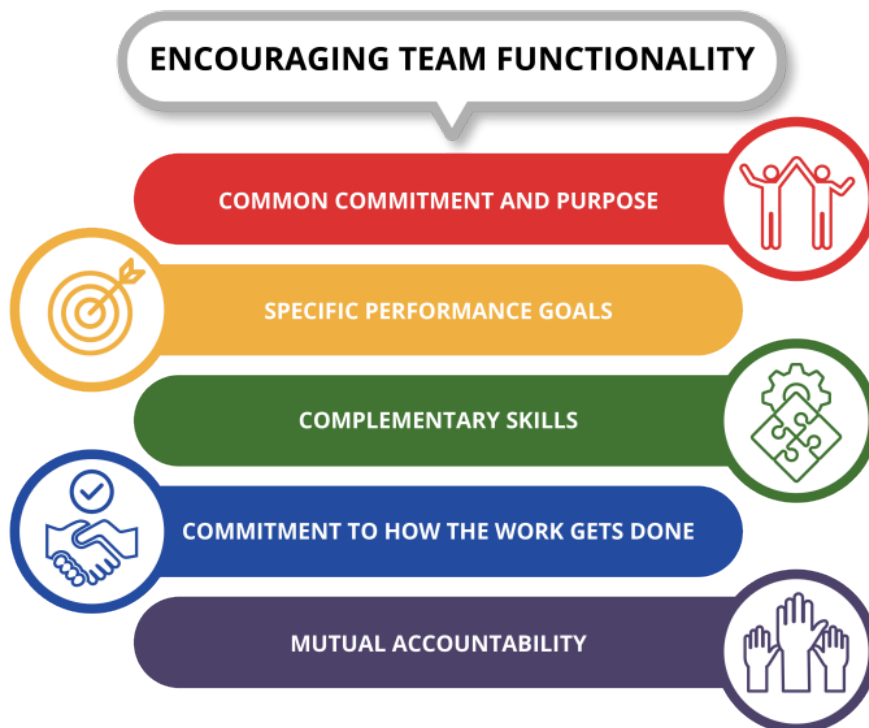 ENCOURAGING TEAM FUNCTIONALITY
COMMON COMMITMENT AND PURPOSE
SPECIFIC PERFORMANCE GOALS
COMPLEMENTARY SKILLS
COMMITMENT TO HOW THE WORK GETS DONE
MUTUAL ACCOUNTABILITY